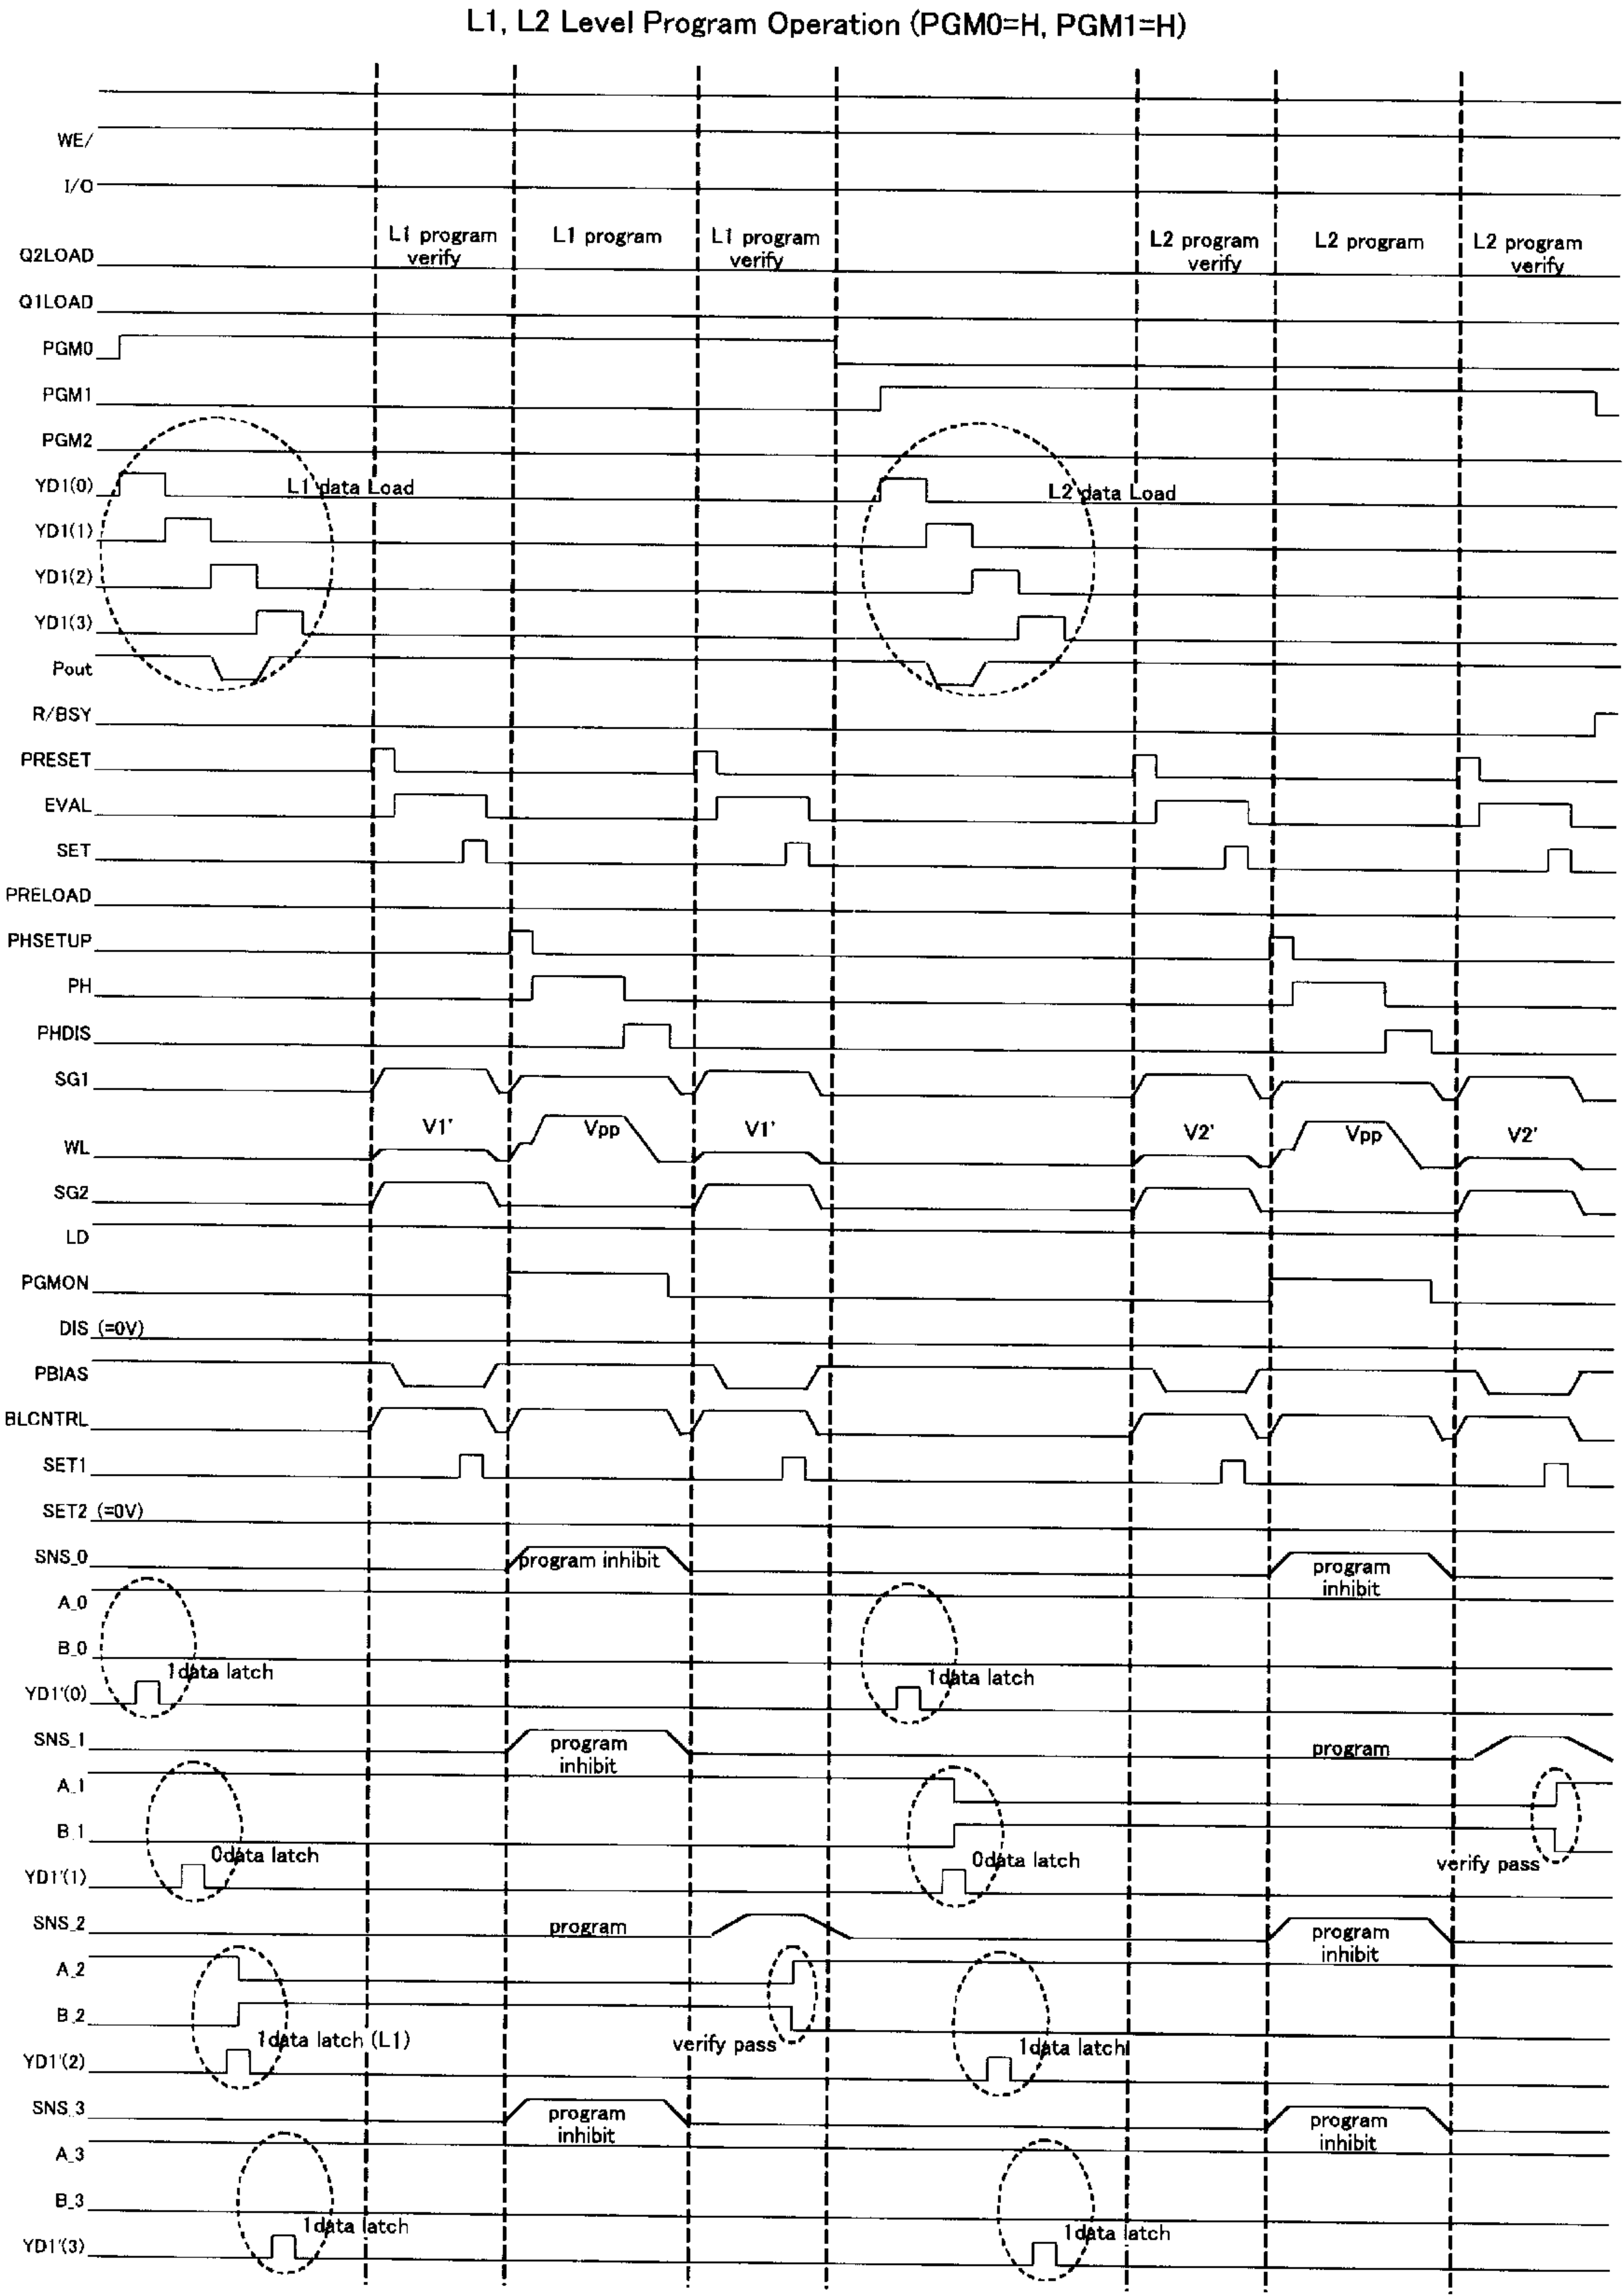 L1, L2 Level Program Operation (PGM0=H, PGM1=H)
WE/
I/O
L1 program verify
L1 program
L1 program verify
L2 program verify
L2 program
L2 program verify
Q2LOAD
Q1LOAD
PGM0
PGM1
PGM2
YD1(0)
L1 data Load
L2 data Load
YD1(1)
YD1(2)
YD1(3)
Pout
R/BSY
PRESET
EVAL
SET
PRELOAD
PHSETUP
PH
PHDIS
SG1
WL
V1'
Vpp
V1'
V2'
Vpp
V2'
SG2
LD
PGMON
DIS (=0V)
PBIAS
BLCNTRL
SET1
SET2 (=0V)
SNS_0
program inhibit
program inhibit
A_0
B_0
1data latch
1data latch
YD1'(0)
SNS_1
program inhibit
program
A_1
B_1
0data latch
0data latch
verify pass
YD1'(1)
SNS_2
program
program inhibit
A_2
B_2
1data latch (L1)
verify pass
1data latch
YD1'(2)
SNS_3
program inhibit
program inhibit
A_3
B_3
1data latch
1data latch
YD1'(3)